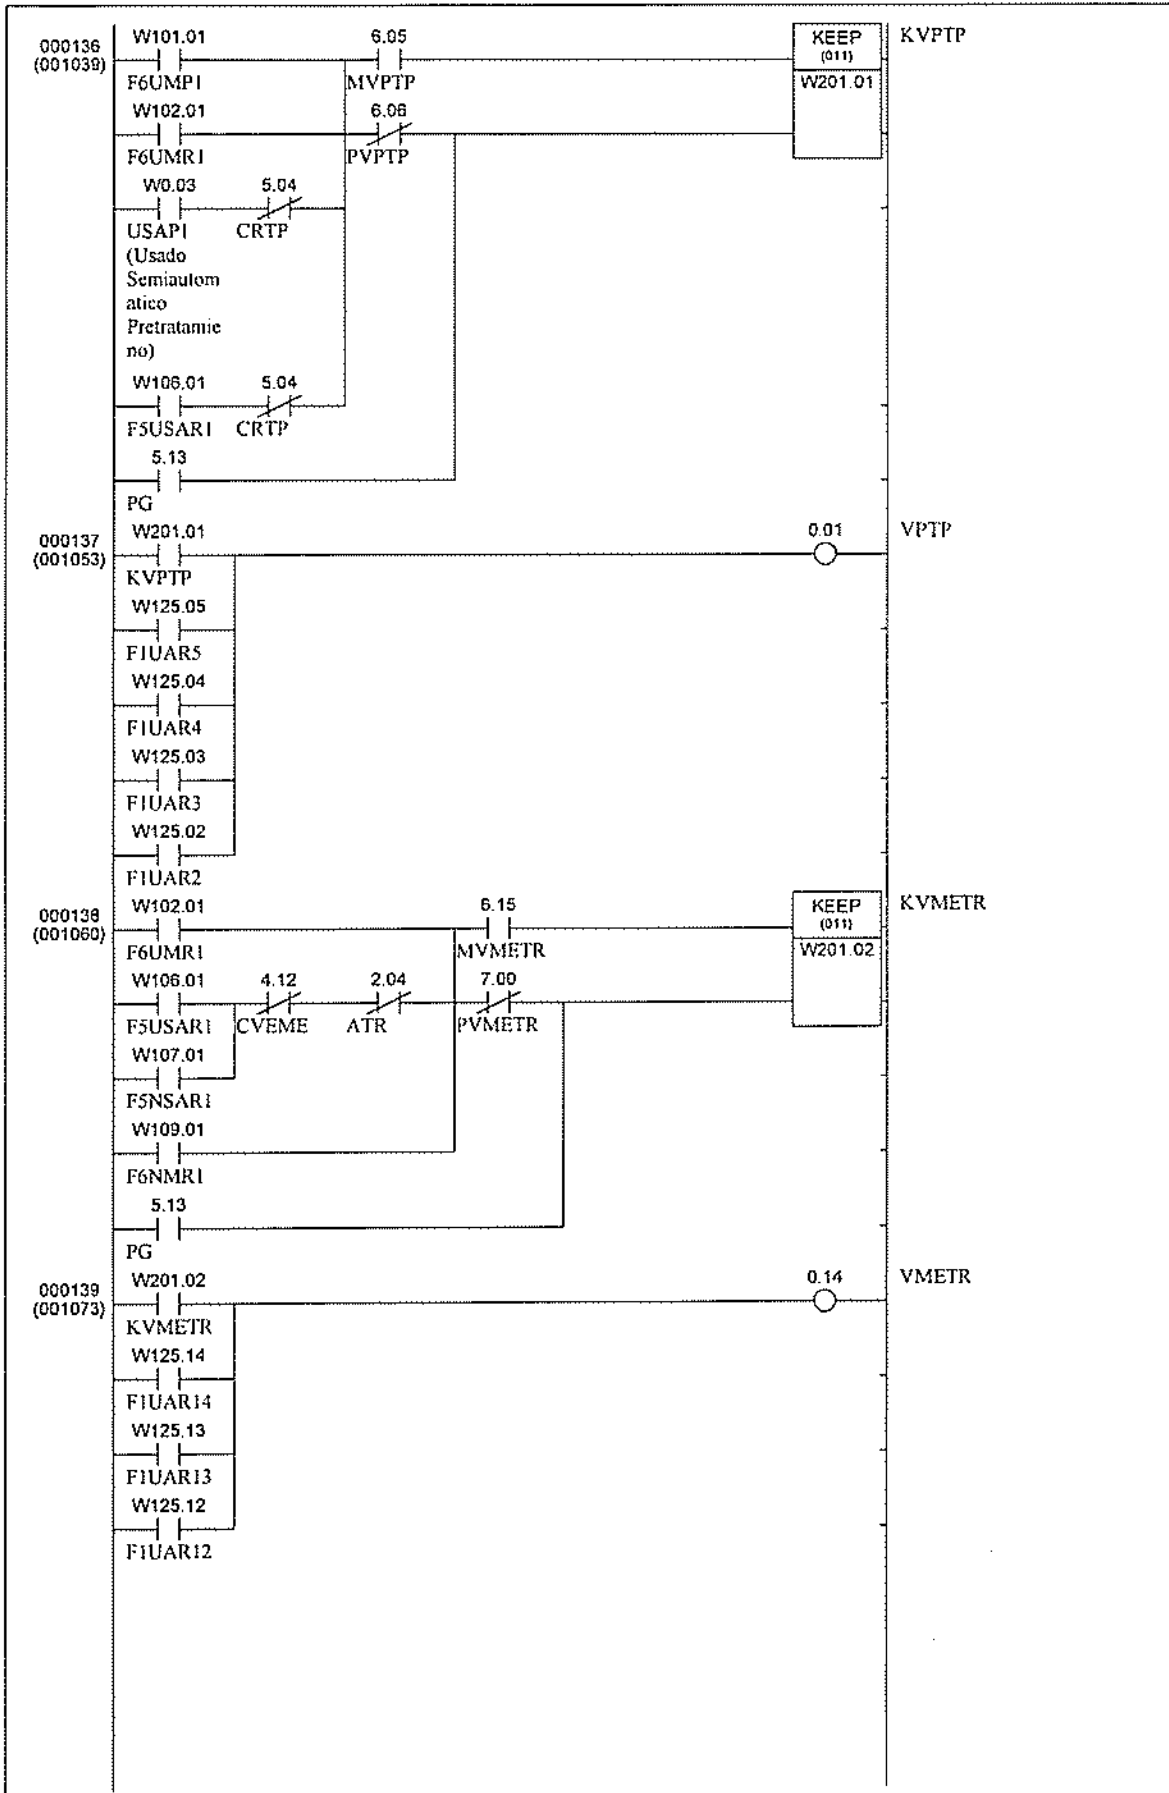 000136
(001039)
W101.01
F6UMP1
6.05
MVPTP
KEEP
(011)
W201.01
KVPTP
W102.01
F6UMR1
6.06
PVPTP
W0.03
USAP1
(Usado
Semiautom
atico
Pretratamie
no)
5.04
CRTP
W106.01
F5USAR1
5.04
CRTP
5.13
PG
000137
(001053)
W201.01
KVPTP
0.01
VPTP
W125.05
F1UAR5
W125.04
F1UAR4
W125.03
F1UAR3
W125.02
F1UAR2
000138
(001060)
W102.01
F6UMR1
6.15
MVMETR
KEEP
(011)
W201.02
KVMETR
W106.01
F5USAR1
4.12
CVEME
2.04
ATR
7.00
PVMETR
W107.01
F5NSAR1
W109.01
F6NMR1
5.13
PG
000139
(001073)
W201.02
KVMETR
0.14
VMETR
W125.14
F1UAR14
W125.13
F1UAR13
W125.12
F1UAR12